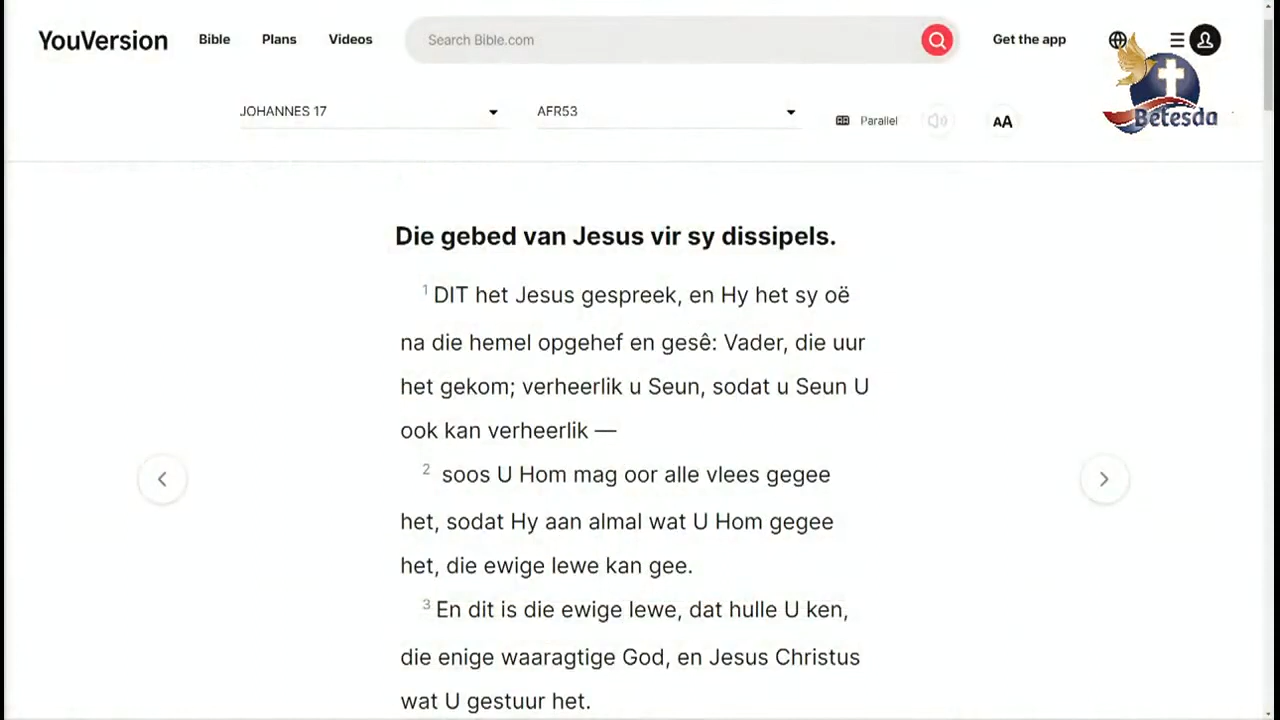 YouVersion Bible Plans Videos Search Bible.com Get the app
JOHANNES 17 AFR53 Parallel AA
Betesda
Die gebed van Jesus vir sy dissipels.
1 DIT het Jesus gespreek, en Hy het sy oë
na die hemel opgehef en gesê: Vader, die uur
het gekom; verheerlik u Seun, sodat u Seun U
ook kan verheerlik —
2 soos U Hom mag oor alle vlees gegee
het, sodat Hy aan almal wat U Hom gegee
het, die ewige lewe kan gee.
3 En dit is die ewige lewe, dat hulle U ken,
die enige waaragtige God, en Jesus Christus
wat U gestuur het.